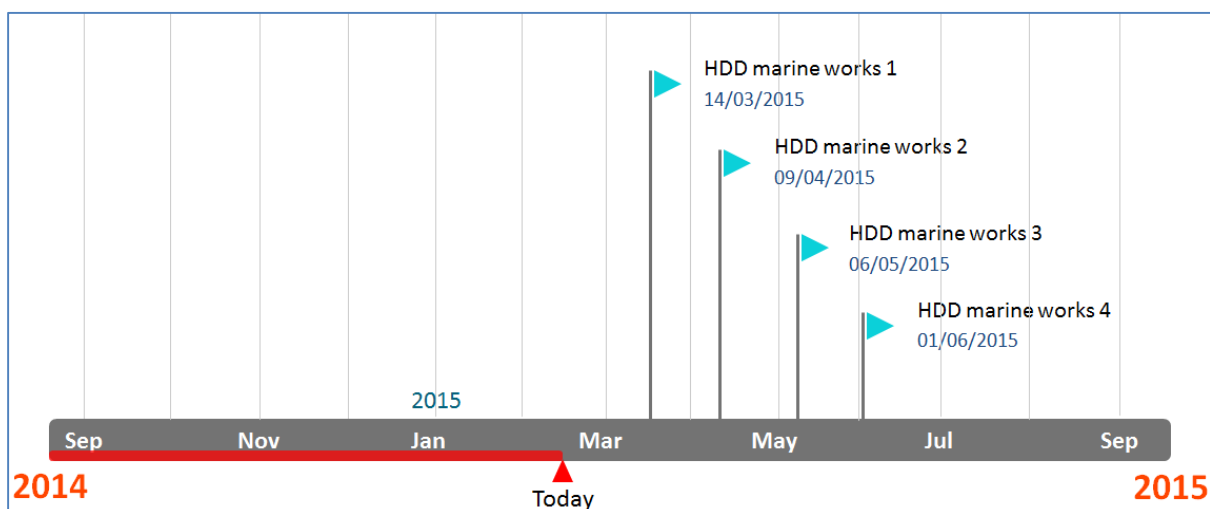 HDD marine works 1
14/03/2015
HDD marine works 2
09/04/2015
HDD marine works 3
06/05/2015
HDD marine works 4
01/06/2015
2015
Sep Nov Jan Mar May Jul Sep
2014 2015
Today